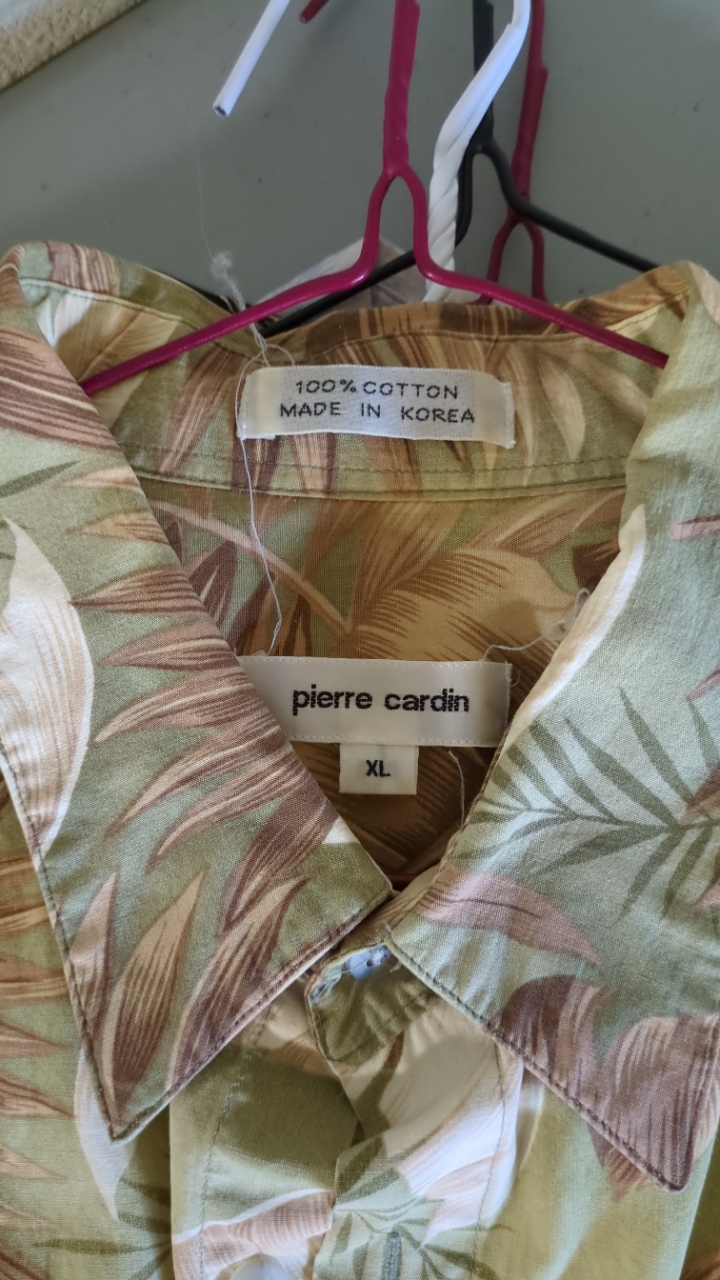 100% COTTON
MADE IN KOREA
pierre cardin
XL